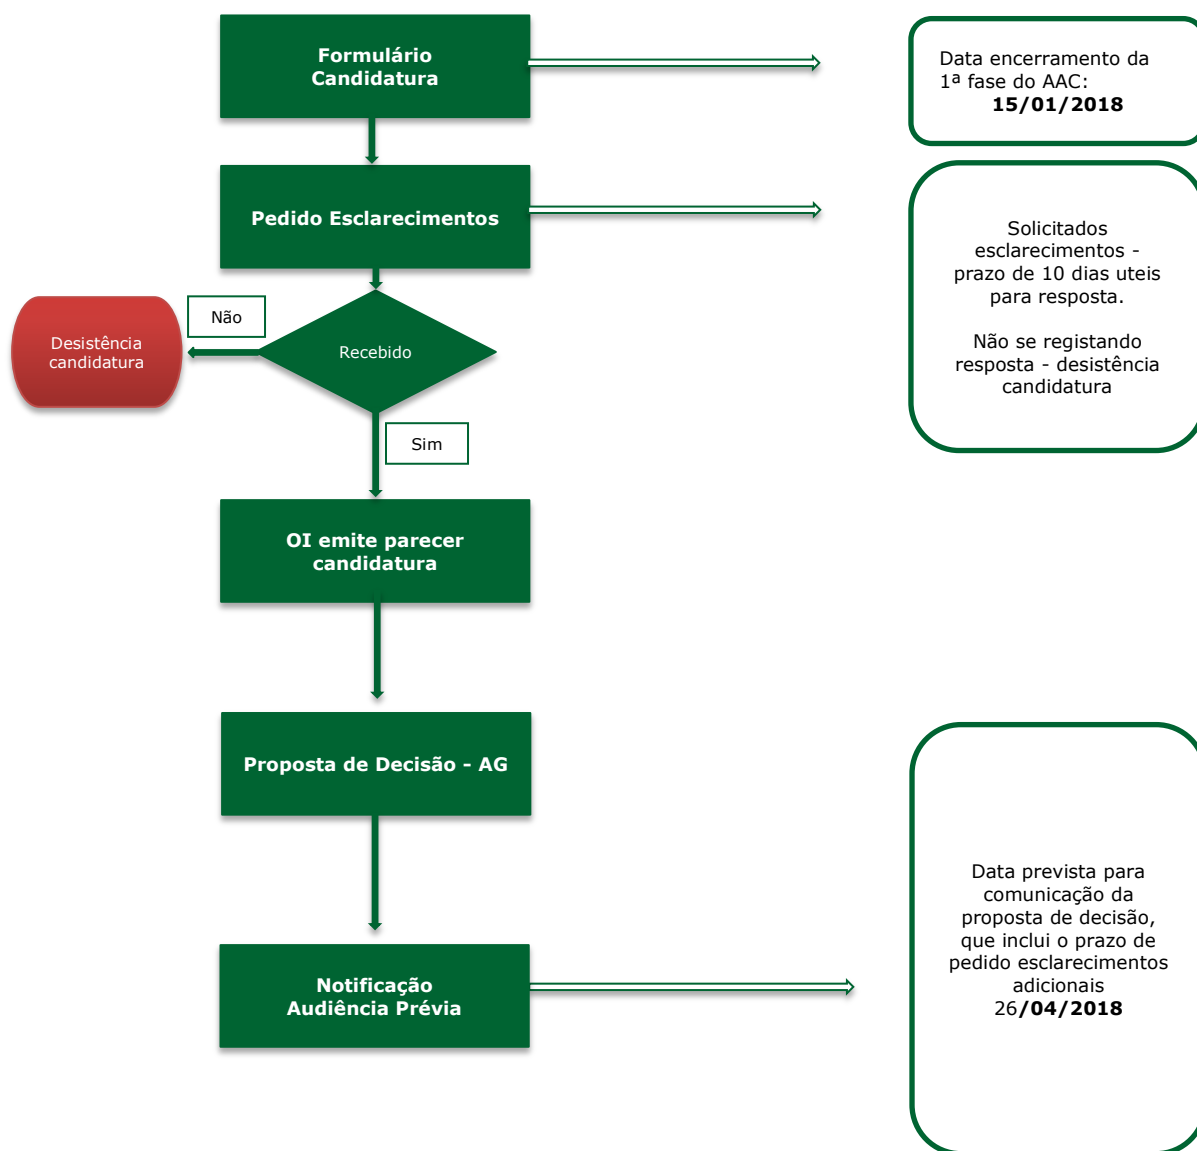 Formulário
Candidatura
Data encerramento da
1ª fase do AAC:
15/01/2018
Pedido Esclarecimentos
Solicitados
esclarecimentos -
prazo de 10 dias uteis
para resposta.
Não se registando
resposta - desistência
candidatura
Não
Desistência
candidatura
Recebido
Sim
OI emite parecer
candidatura
Proposta de Decisão - AG
Notificação
Audiência Prévia
Data prevista para
comunicação da
proposta de decisão,
que inclui o prazo de
pedido esclarecimentos
adicionais
26/04/2018